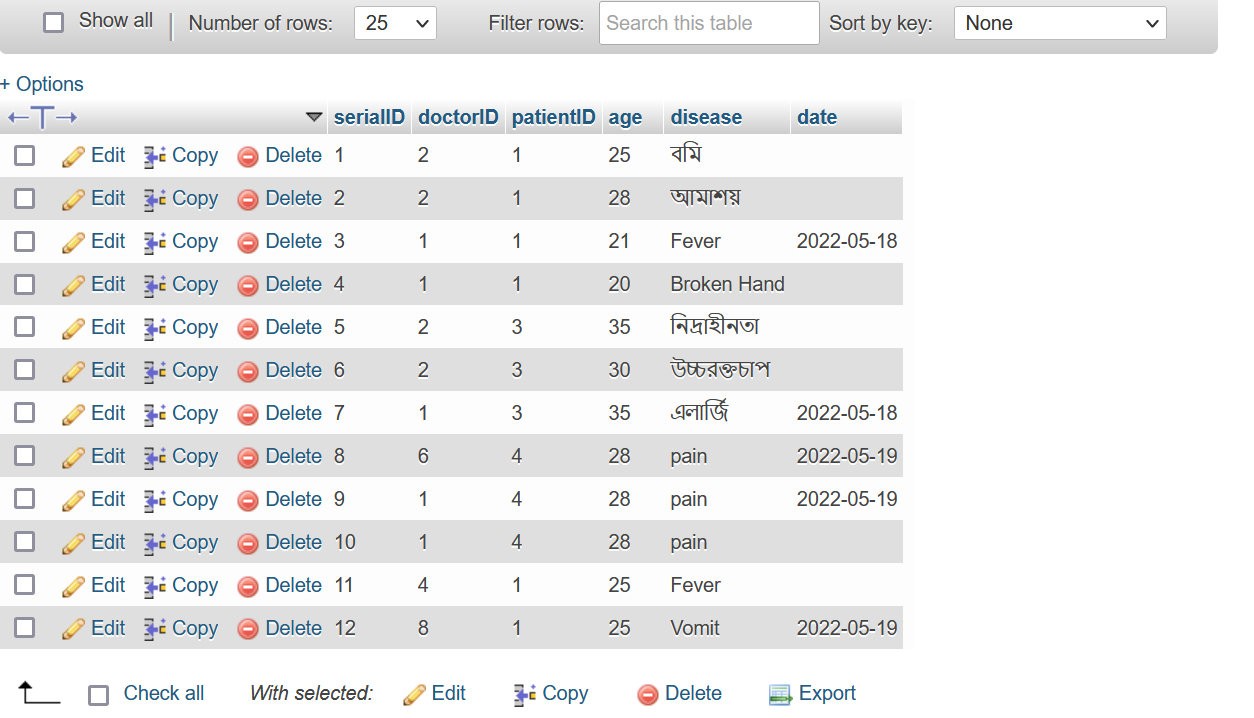 Show all Number of rows: 25 Filter rows: Search this table Sort by key: None
+ Options
serialID doctorID patientID age disease date
Edit Copy Delete 1 2 1 25 বমি
Edit Copy Delete 2 2 1 28 আমাশয়
Edit Copy Delete 3 1 1 21 Fever 2022-05-18
Edit Copy Delete 4 1 1 20 Broken Hand
Edit Copy Delete 5 2 3 35 নিদ্রাহীনতা
Edit Copy Delete 6 2 3 30 উচ্চরক্তচাপ
Edit Copy Delete 7 1 3 35 এলার্জি 2022-05-18
Edit Copy Delete 8 6 4 28 pain 2022-05-19
Edit Copy Delete 9 1 4 28 pain 2022-05-19
Edit Copy Delete 10 1 4 28 pain
Edit Copy Delete 11 4 1 25 Fever
Edit Copy Delete 12 8 1 25 Vomit 2022-05-19
Check all With selected: Edit Copy Delete Export